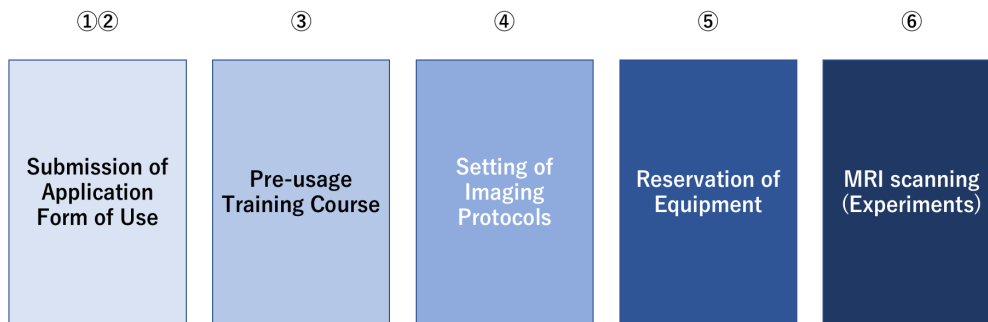 ①②
③
④
⑤
⑥
Submission of
Application
Form of Use
Pre-usage
Training Course
Setting of
Imaging
Protocols
Reservation of
Equipment
MRI scanning
(Experiments)